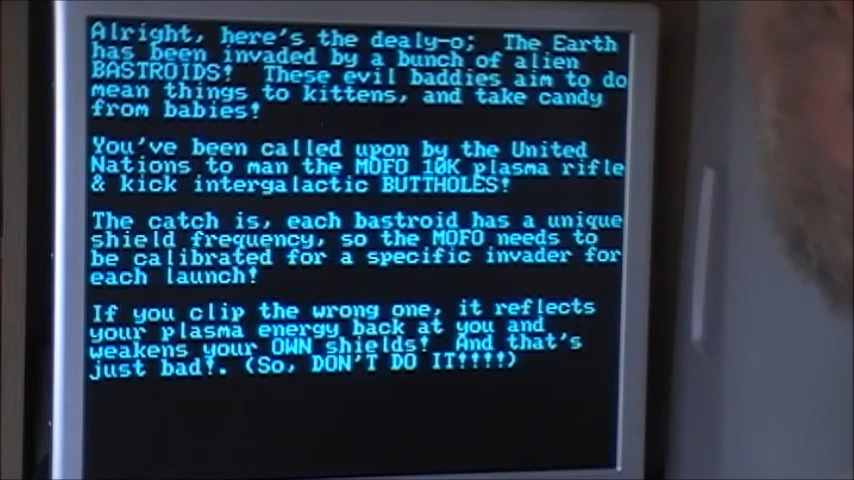 Alright, here's the dealy-o; The Earth
has been invaded by a bunch of alien
BASTROIDS! These evil baddies aim to do
mean things to kittens, and take candy
from babies!
You've been called upon by the United
Nations to man the MOFO 10K plasma rifle
& kick intergalactic BUTTHOLES!
The catch is, each bastroid has a unique
shield frequency, so the MOFO needs to
be calibrated for a specific invader for
each launch!
If you clip the wrong one, it reflects
your plasma energy back at you and
weakens your OWN shields! And that's
just bad!. (So, DON'T DO IT!!!!)